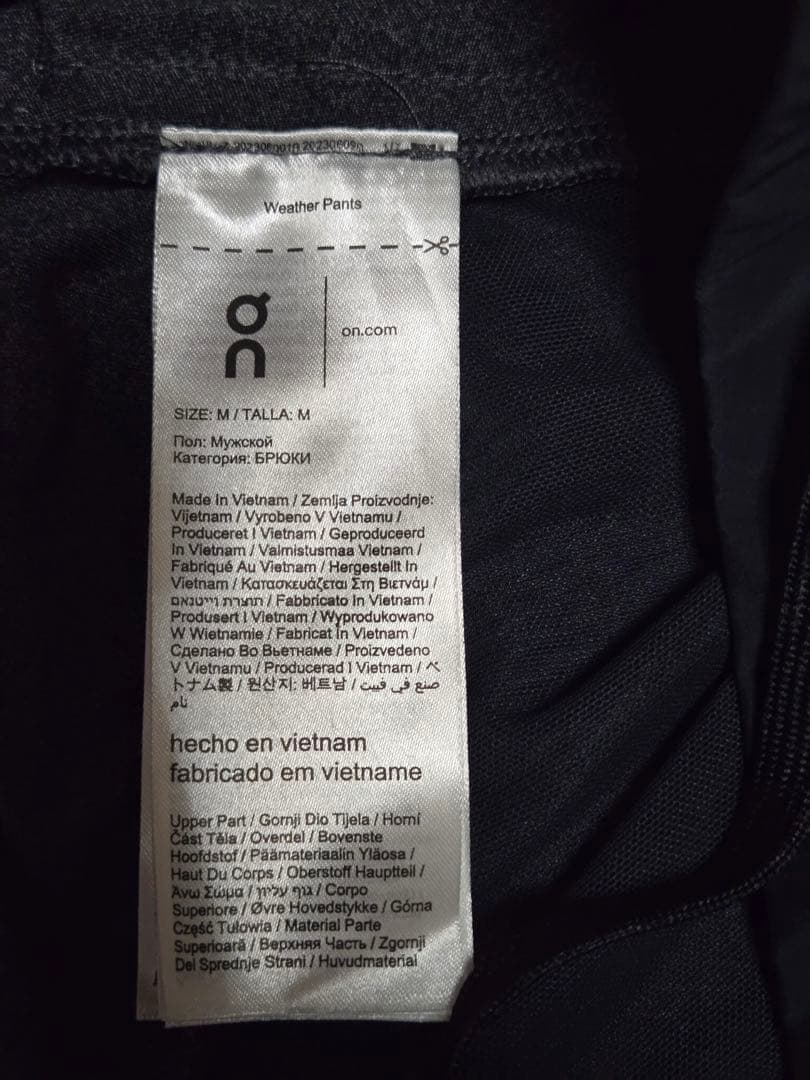 Weather Pants
on
on.com
SIZE: M / TALLA: M
Пол: Мужской
Категория: БРЮКИ
Made In Vietnam / Zemlja Proizvodnje:
Vijetnam / Vyrobeno V Vietnamu /
Produceret I Vietnam / Geproduceerd
In Vietnam / Valmistusmaa Vietnam /
Fabriqué Au Vietnam / Hergestellt In
Vietnam / Κατασκευάζεται Στη Βιετνάμ /
תוצרת וייטנאם / Fabbricato In Vietnam /
Produsert I Vietnam / Wyprodukowano
W Wietnamie / Fabricat În Vietnam /
Сделано Во Вьетнаме / Proizvedeno
V Vietnamu / Producerad I Vietnam / ベ
トナム製 / 원산지: 베트남 / صنع في فييت
نام
hecho en vietnam
fabricado em vietname
Upper Part / Gornji Dio Tijela / Horní
Část Těla / Overdel / Bovenste
Hoofdstof / Päämateriaalin Yläosa /
Haut Du Corps / Oberstoff Hauptteil /
Άνω Σώμα / גוף עליון / Corpo
Superiore / Øvre Hovedstykke / Górna
Część Tułowia / Material Parte
Superioară / Верхняя Часть / Zgornji
Del Sprednje Strani / Huvudmaterial